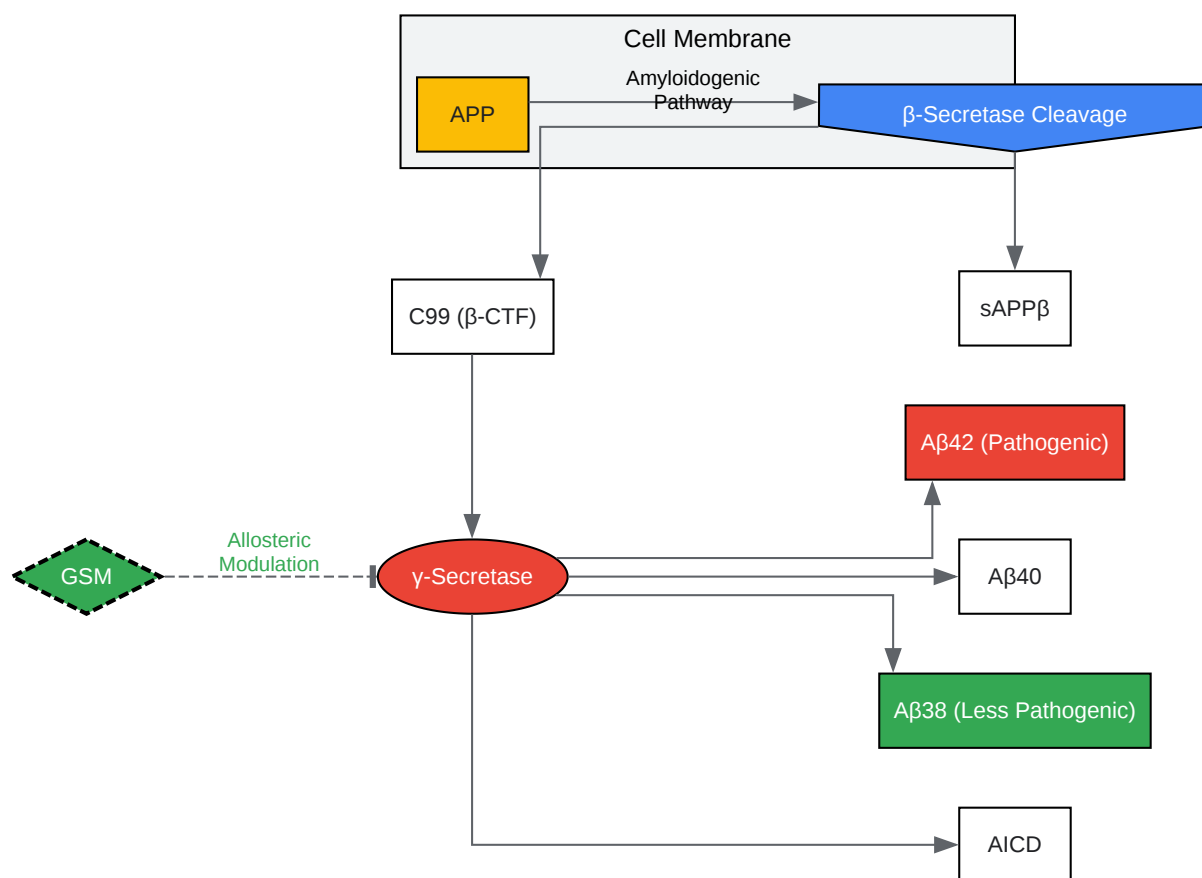 Cell Membrane
Amyloidogenic
Pathway
APP
β-Secretase Cleavage
C99 (β-CTF)
sAPPβ
Aβ42 (Pathogenic)
Allosteric
Modulation
GSM
γ-Secretase
Aβ40
Aβ38 (Less Pathogenic)
AICD